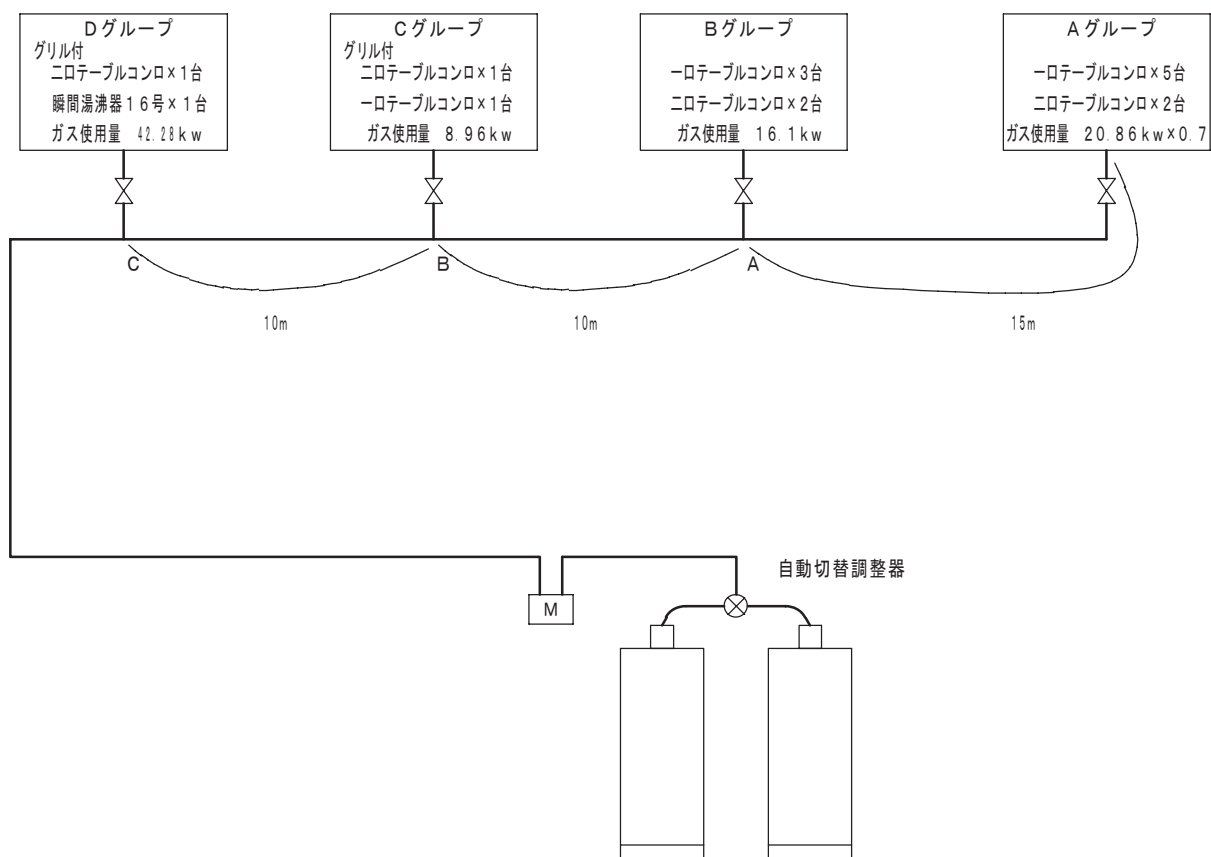 Dグループ
グリル付
二口テーブルコンロ×1台
瞬間湯沸器16号×1台
ガス使用量 42.28kw
Cグループ
グリル付
二口テーブルコンロ×1台
一口テーブルコンロ×1台
ガス使用量 8.96kw
Bグループ
一口テーブルコンロ×3台
二口テーブルコンロ×2台
ガス使用量 16.1kw
Aグループ
一口テーブルコンロ×5台
二口テーブルコンロ×2台
ガス使用量 20.86kw×0.7
C
B
A
10m
10m
15m
自動切替調整器
M